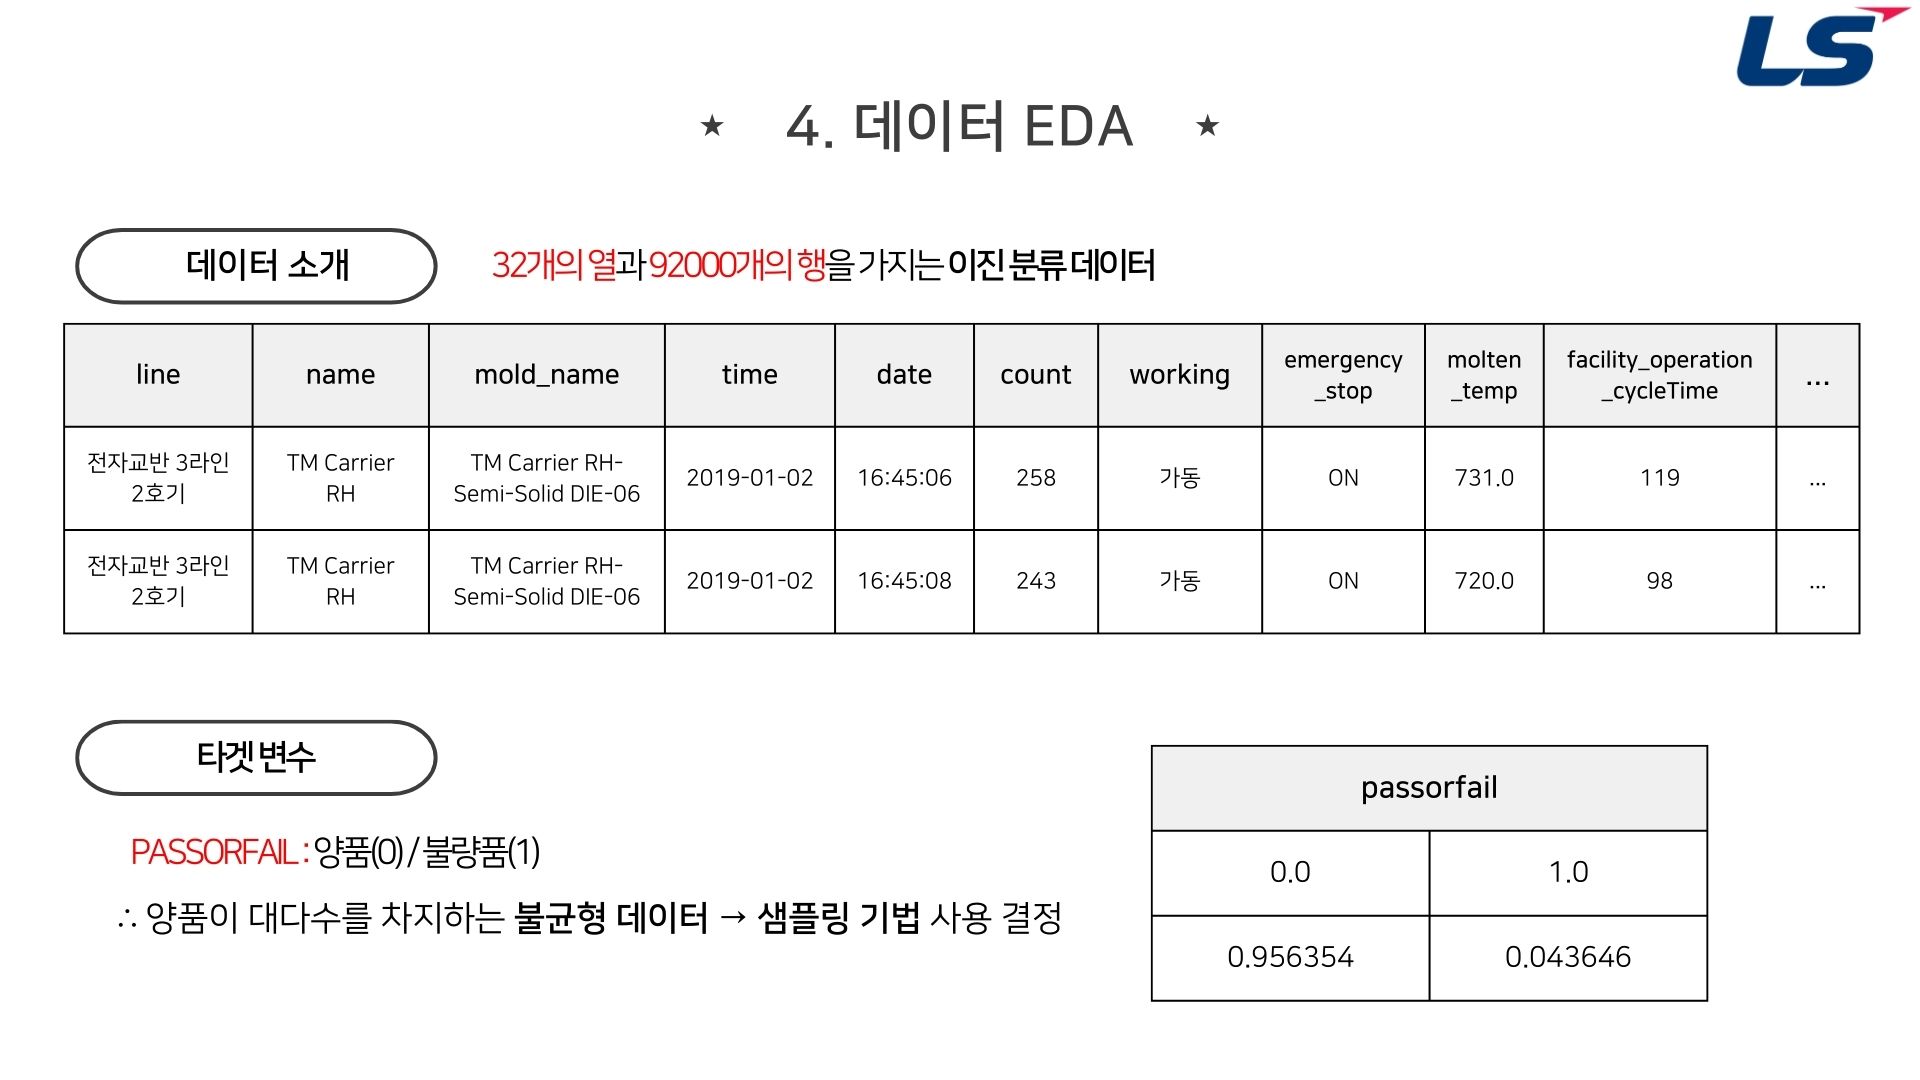 LS
★ 4. 데이터 EDA ★
데이터 소개
32개의 열과 92000개의 행을 가지는 이진 분류 데이터
line name mold_name time date count working emergency_stop molten_temp facility_operation_cycleTime ...
전자교반 3라인 2호기 TM Carrier RH TM Carrier RH-Semi-Solid DIE-06 2019-01-02 16:45:06 258 가동 ON 731.0 119 ...
전자교반 3라인 2호기 TM Carrier RH TM Carrier RH-Semi-Solid DIE-06 2019-01-02 16:45:08 243 가동 ON 720.0 98 ...
타겟 변수
PASSORFAIL : 양품(0) / 불량품(1)
∴ 양품이 대다수를 차지하는 불균형 데이터 → 샘플링 기법 사용 결정
passorfail
0.0 1.0
0.956354 0.043646